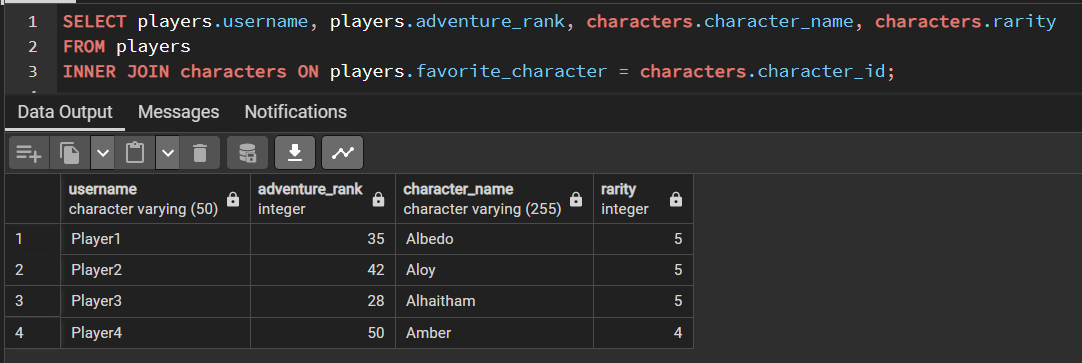 1 SELECT players.username, players.adventure_rank, characters.character_name, characters.rarity
2 FROM players
3 INNER JOIN characters ON players.favorite_character = characters.character_id;
Data Output Messages Notifications
username adventure_rank character_name rarity
character varying (50) integer character varying (255) integer
1 Player1 35 Albedo 5
2 Player2 42 Aloy 5
3 Player3 28 Alhaitham 5
4 Player4 50 Amber 4